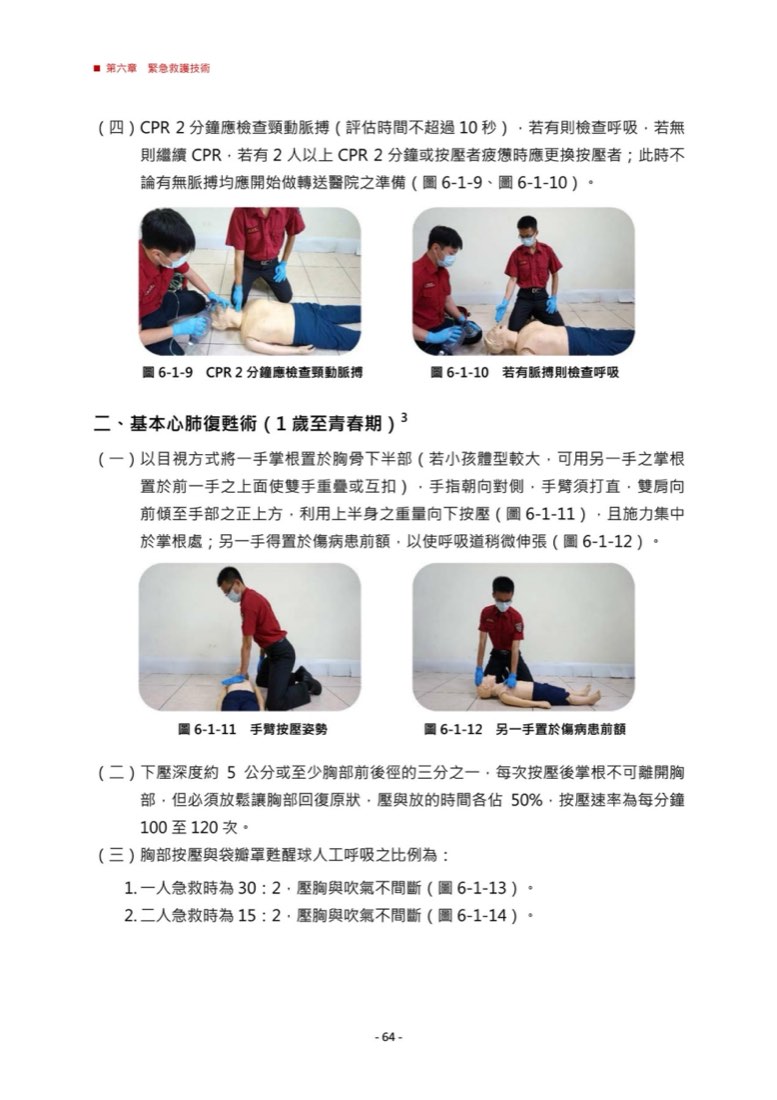 ■ 第六章 緊急救護技術
(四)CPR 2 分鐘應檢查頸動脈搏(評估時間不超過 10 秒),若有則檢查呼吸,若無
則繼續 CPR,若有 2 人以上 CPR 2 分鐘或按壓者疲憊時應更換按壓者;此時不
論有無脈搏均應開始做轉送醫院之準備(圖 6-1-9、圖 6-1-10)。
圖 6-1-9 CPR 2 分鐘應檢查頸動脈搏
圖 6-1-10 若有脈搏則檢查呼吸
二、基本心肺復甦術(1 歲至青春期)3
(一)以目視方式將一手掌根置於胸骨下半部(若小孩體型較大,可用另一手之掌根
置於前一手之上面使雙手重疊或互扣),手指朝向對側,手臂須打直,雙肩向
前傾至手部之正上方,利用上半身之重量向下按壓(圖 6-1-11),且施力集中
於掌根處;另一手得置於傷病患前額,以使呼吸道稍微伸張(圖 6-1-12)。
圖 6-1-11 手臂按壓姿勢
圖 6-1-12 另一手置於傷病患前額
(二)下壓深度約 5 公分或至少胸部前後徑的三分之一,每次按壓後掌根不可離開胸
部,但必須放鬆讓胸部回復原狀,壓與放的時間各佔 50%,按壓速率為每分鐘
100 至 120 次。
(三)胸部按壓與袋瓣罩甦醒球人工呼吸之比例為:
1. 一人急救時為 30:2,壓胸與吹氣不間斷(圖 6-1-13)。
2. 二人急救時為 15:2,壓胸與吹氣不間斷(圖 6-1-14)。
- 64 -